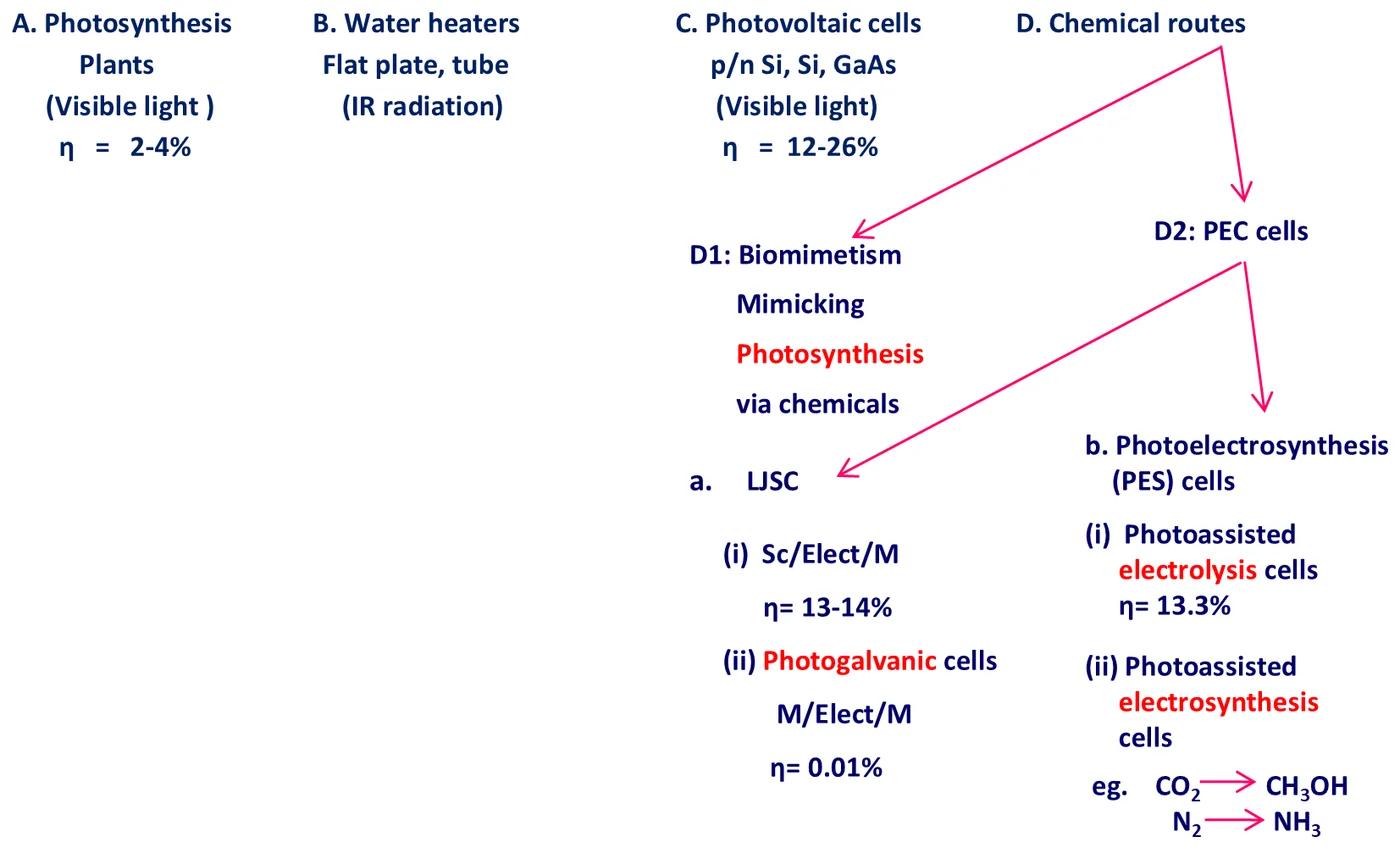 A. Photosynthesis
Plants
(Visible light )
η = 2-4%
B. Water heaters
Flat plate, tube
(IR radiation)
C. Photovoltaic cells
p/n Si, Si, GaAs
(Visible light)
η = 12-26%
D. Chemical routes
D1: Biomimetism
Mimicking
Photosynthesis
via chemicals
D2: PEC cells
a. LJSC
(i) Sc/Elect/M
η= 13-14%
(ii) Photogalvanic cells
M/Elect/M
η= 0.01%
b. Photoelectrosynthesis
(PES) cells
(i) Photoassisted
electrolysis cells
η= 13.3%
(ii) Photoassisted
electrosynthesis
cells
eg. CO₂ → CH₃OH
N₂ → NH₃